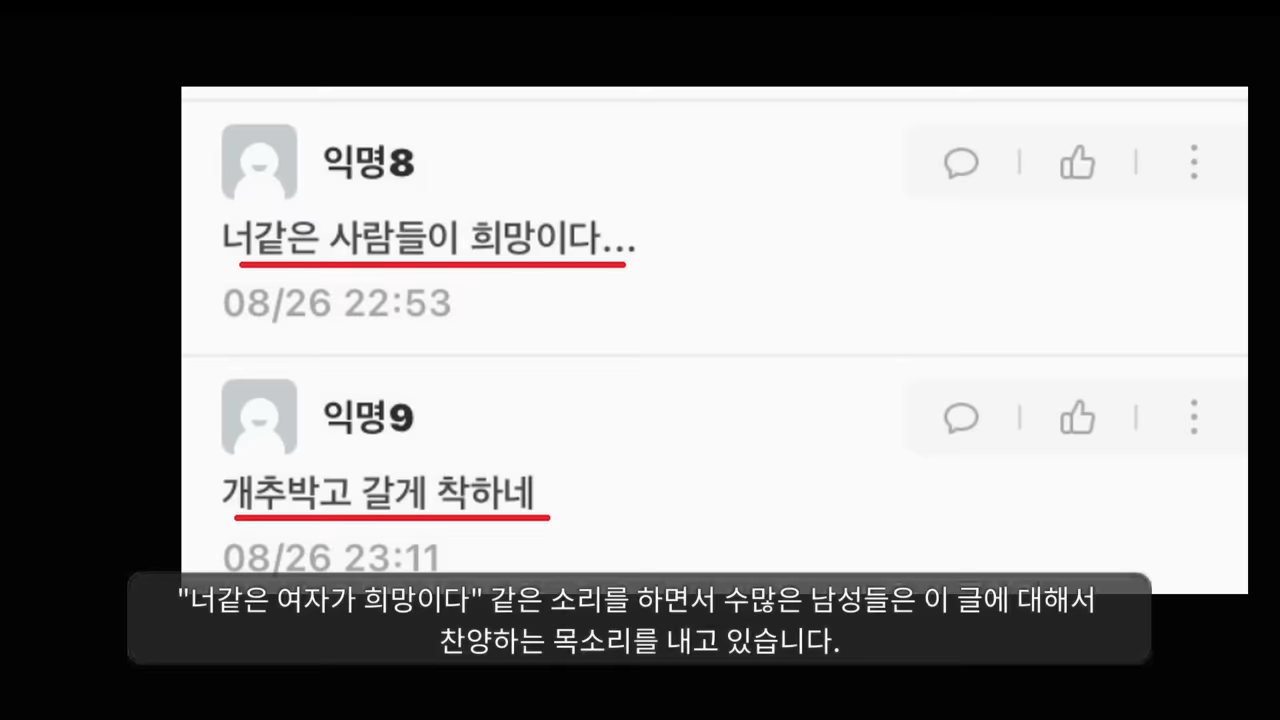 익명8
너같은 사람들이 희망이다...
08/26 22:53
익명9
개추박고 갈게 착하네
08/26 23:11
"너같은 여자가 희망이다" 같은 소리를 하면서 수많은 남성들은 이 글에 대해서
찬양하는 목소리를 내고 있습니다.